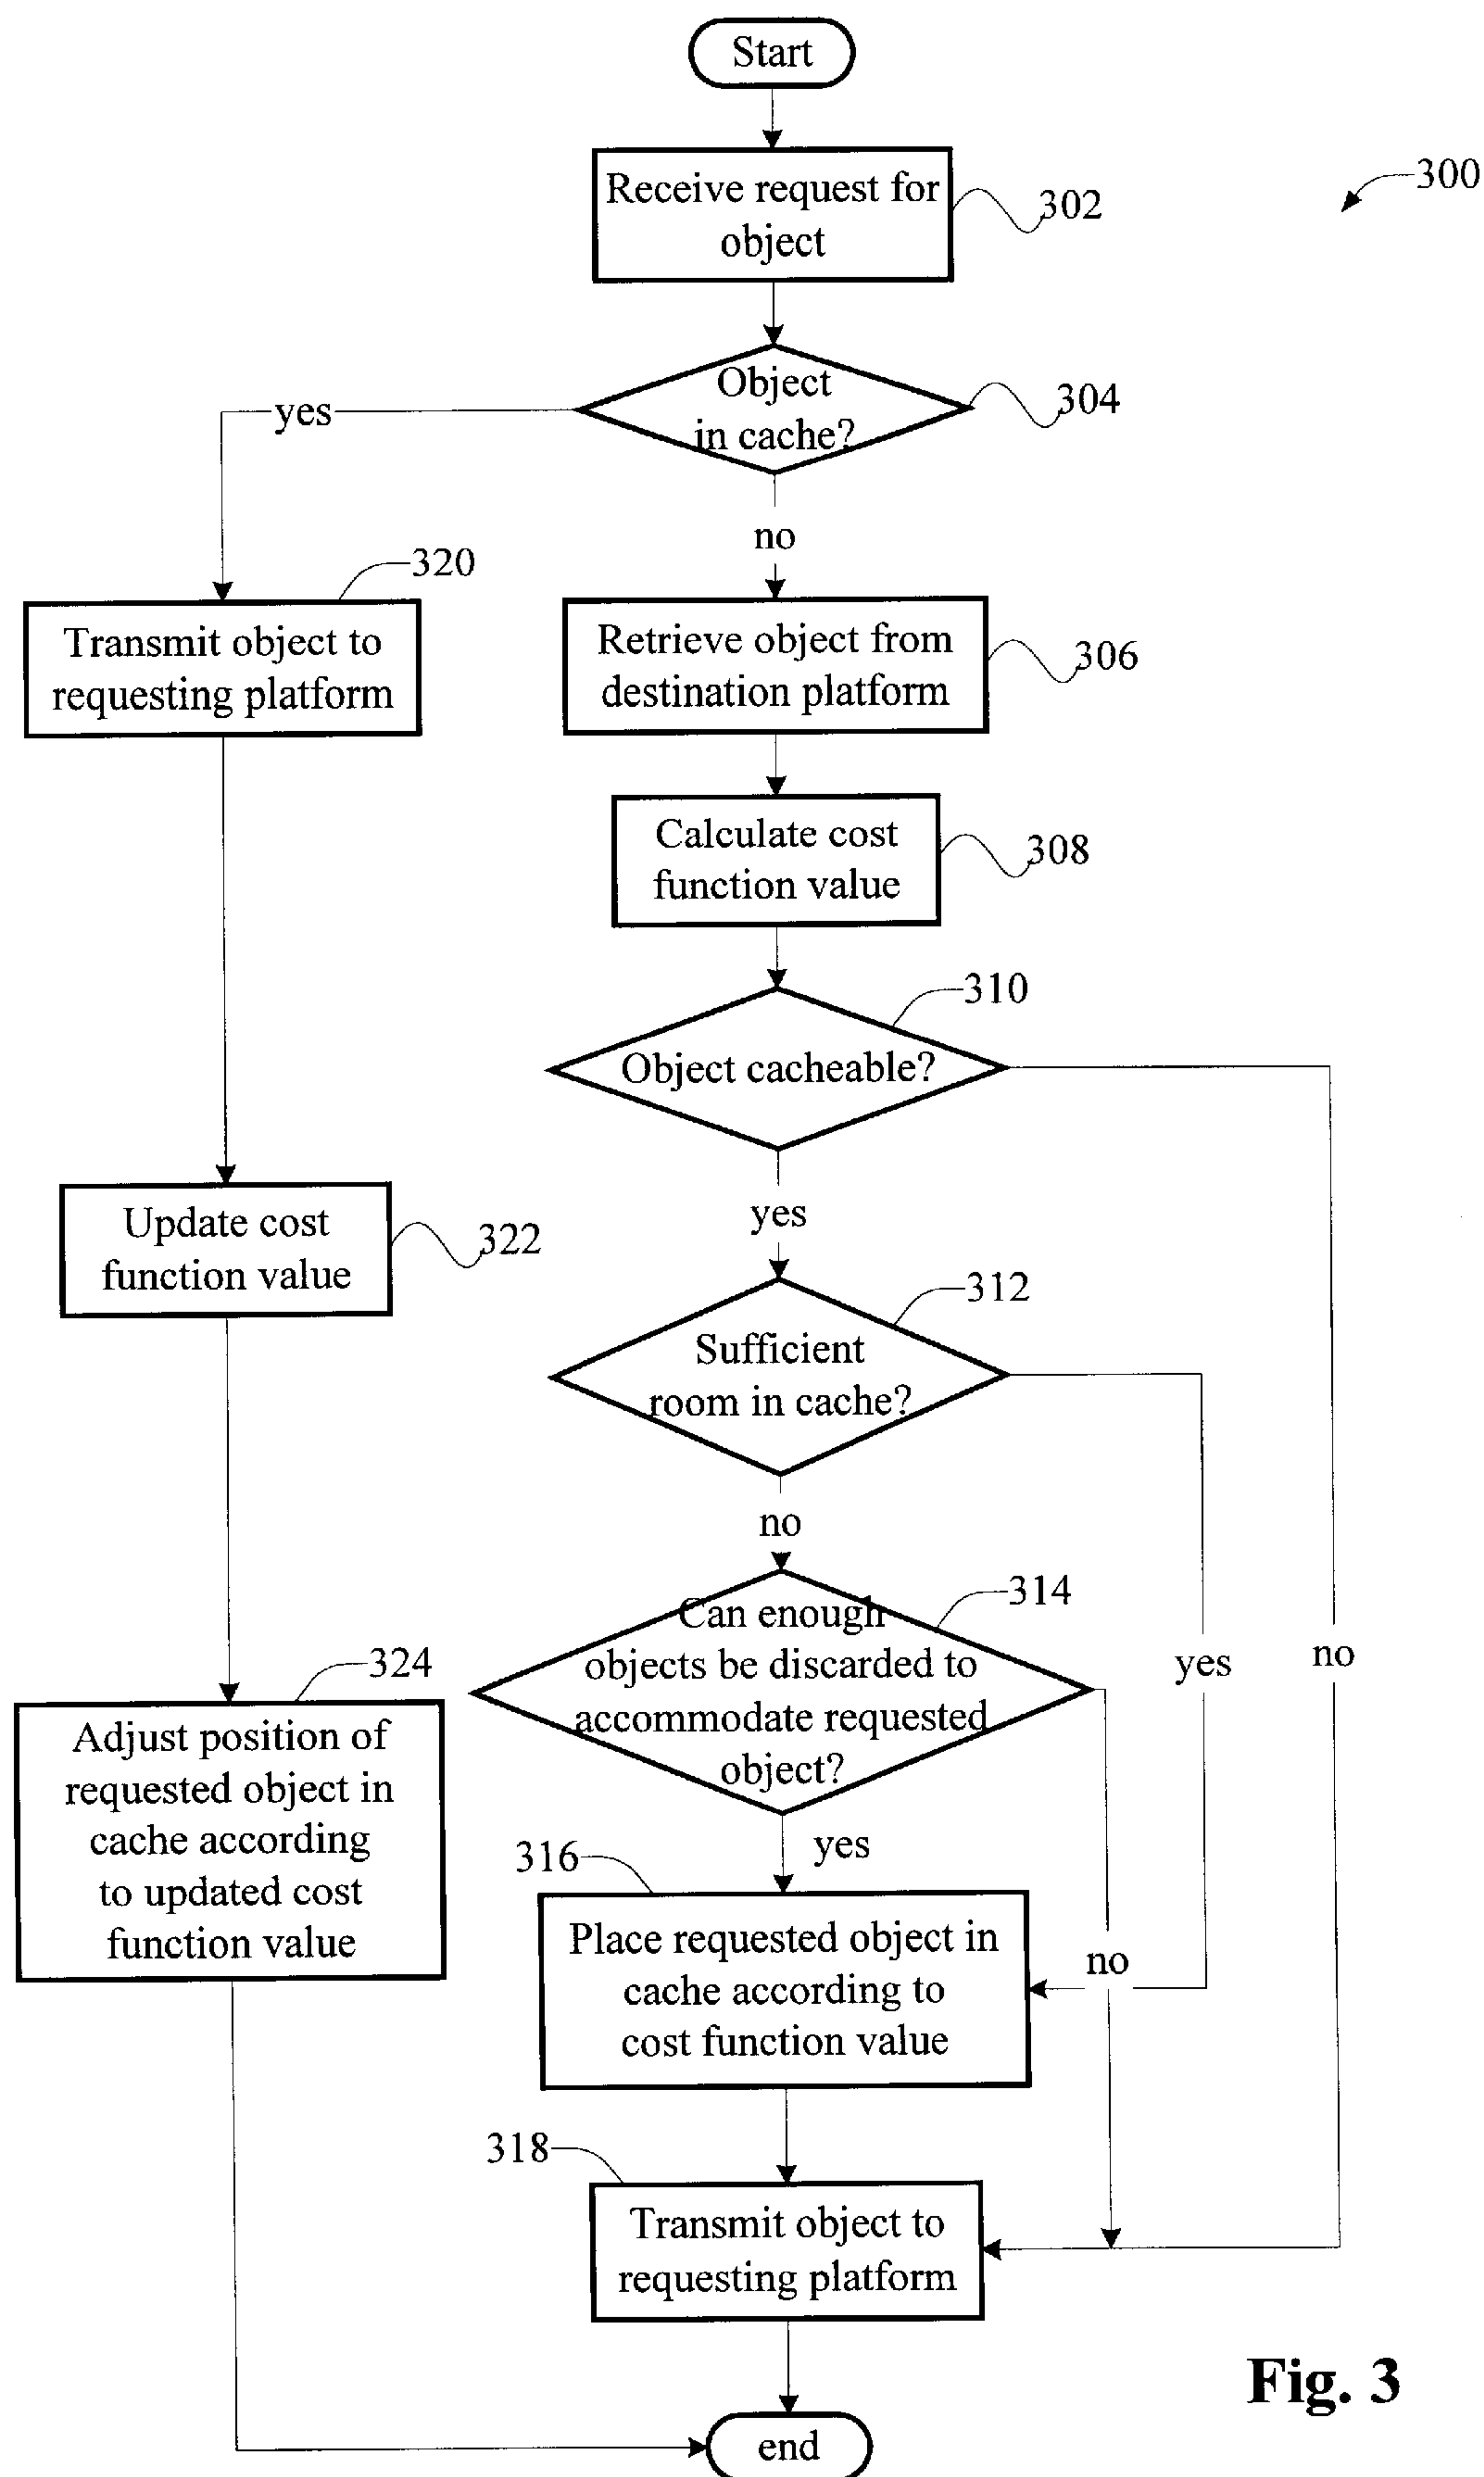 Start
300
Receive request for
object
302
Object
in cache?
304
yes
no
320
Transmit object to
requesting platform
Retrieve object from
destination platform
306
Calculate cost
function value
308
310
Object cacheable?
yes
Update cost
function value
322
312
Sufficient
room in cache?
no
314
Can enough
objects be discarded to
accommodate requested
object?
yes
no
324
Adjust position of
requested object in
cache according
to updated cost
function value
yes
316
Place requested object in
cache according to
cost function value
no
318
Transmit object to
requesting platform
Fig. 3
end